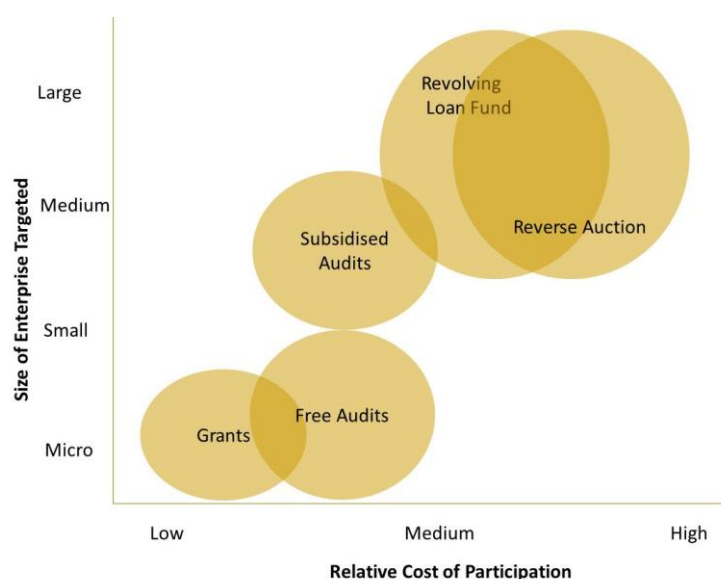 Large
Medium
Small
Micro
Size of Enterprise Targeted
Revolving
Loan Fund
Reverse Auction
Subsidised
Audits
Free Audits
Grants
Low
Medium
High
Relative Cost of Participation